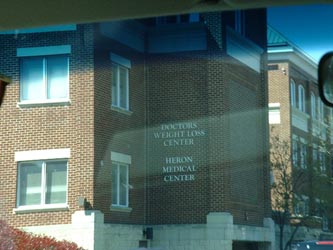 DOCTORS
WEIGHT LOSS
CENTER
HERON
MEDICAL
CENTER